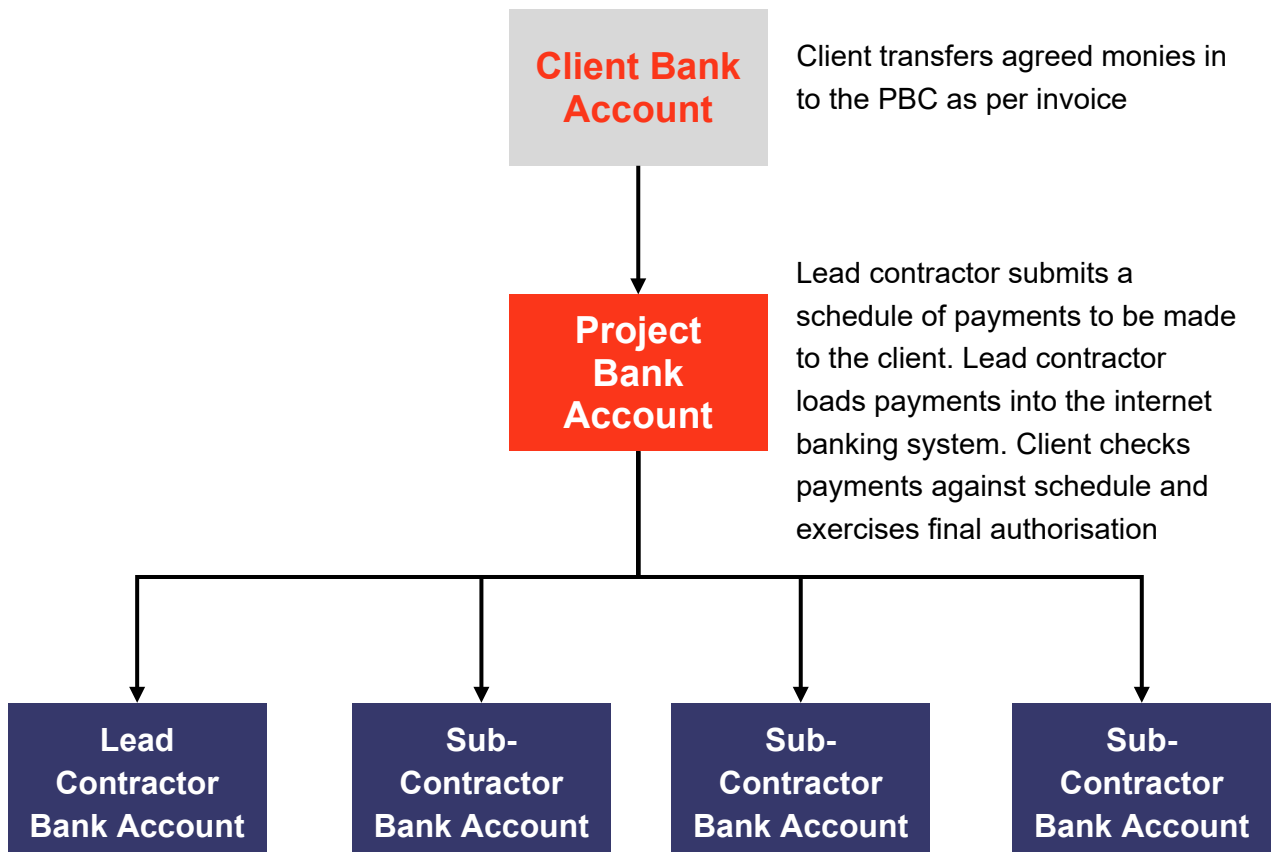 Client Bank
Account
Client transfers agreed monies in
to the PBC as per invoice
Project
Bank
Account
Lead contractor submits a
schedule of payments to be made
to the client. Lead contractor
loads payments into the internet
banking system. Client checks
payments against schedule and
exercises final authorisation
Lead
Contractor
Bank Account
Sub-
Contractor
Bank Account
Sub-
Contractor
Bank Account
Sub-
Contractor
Bank Account